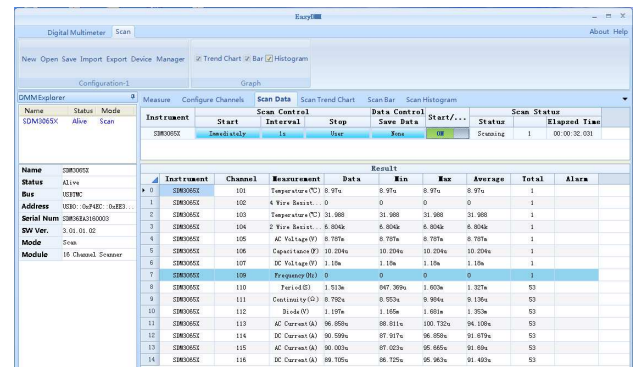 EasyDMM
Digital Multimeter Scan About Help
New Open Save Import Export Device Manager Trend Chart Bar Histogram
Configuration-1 Graph
DMMExplorer Measure Configure Channels Scan Data Scan Trend Chart Scan Bar Scan Histogram
Name Status Mode
SDM3065X Alive Scan
Instrument Scan Control Data Control Start/... Scan Status
Start Interval Stop Save Data Status Elapsed Time
SDM3065X Immediately 1s User None ON Scanning 1 00:00:32.031
Name SDM3065X
Status Alive
Bus USBTMC
Address USB0::0xF4EC::0xEE3...
Serial Num SDM36EA3160003
SW Ver. 3.01.01.02
Mode Scan
Module 16 Channel Scanner
Result
Instrument Channel Measurement Data Min Max Average Total Alarm
0 SDM3065X 101 Temperature(℃) 8.97u 8.97u 8.97u 8.97u 1
1 SDM3065X 102 4 Wire Resist... 0 0 0 0 1
2 SDM3065X 103 Temperature(℃) 31.988 31.988 31.988 31.988 1
3 SDM3065X 104 2 Wire Resist... 6.804k 6.804k 6.804k 6.804k 1
4 SDM3065X 105 AC Voltage(V) 8.787m 8.787m 8.787m 8.787m 1
5 SDM3065X 106 Capacitance(F) 10.204u 10.204u 10.204u 10.204u 1
6 SDM3065X 107 DC Voltage(V) 1.18m 1.18m 1.18m 1.18m 1
7 SDM3065X 109 Frequency(Hz) 0 0 0 0 1
8 SDM3065X 110 Period(S) 1.513m 847.369u 1.603m 1.327m 53
9 SDM3065X 111 Continuity(Ω) 8.792u 8.553u 9.984u 9.136u 53
10 SDM3065X 112 Diode(V) 1.197m 1.165m 1.681m 1.353m 53
11 SDM3065X 113 AC Current(A) 96.858u 88.811u 100.732u 94.108u 53
12 SDM3065X 114 DC Current(A) 90.599u 87.917u 96.858u 91.679u 53
13 SDM3065X 115 AC Current(A) 90.003u 87.023u 95.665u 91.69u 53
14 SDM3065X 116 DC Current(A) 89.705u 86.725u 95.963u 91.493u 53